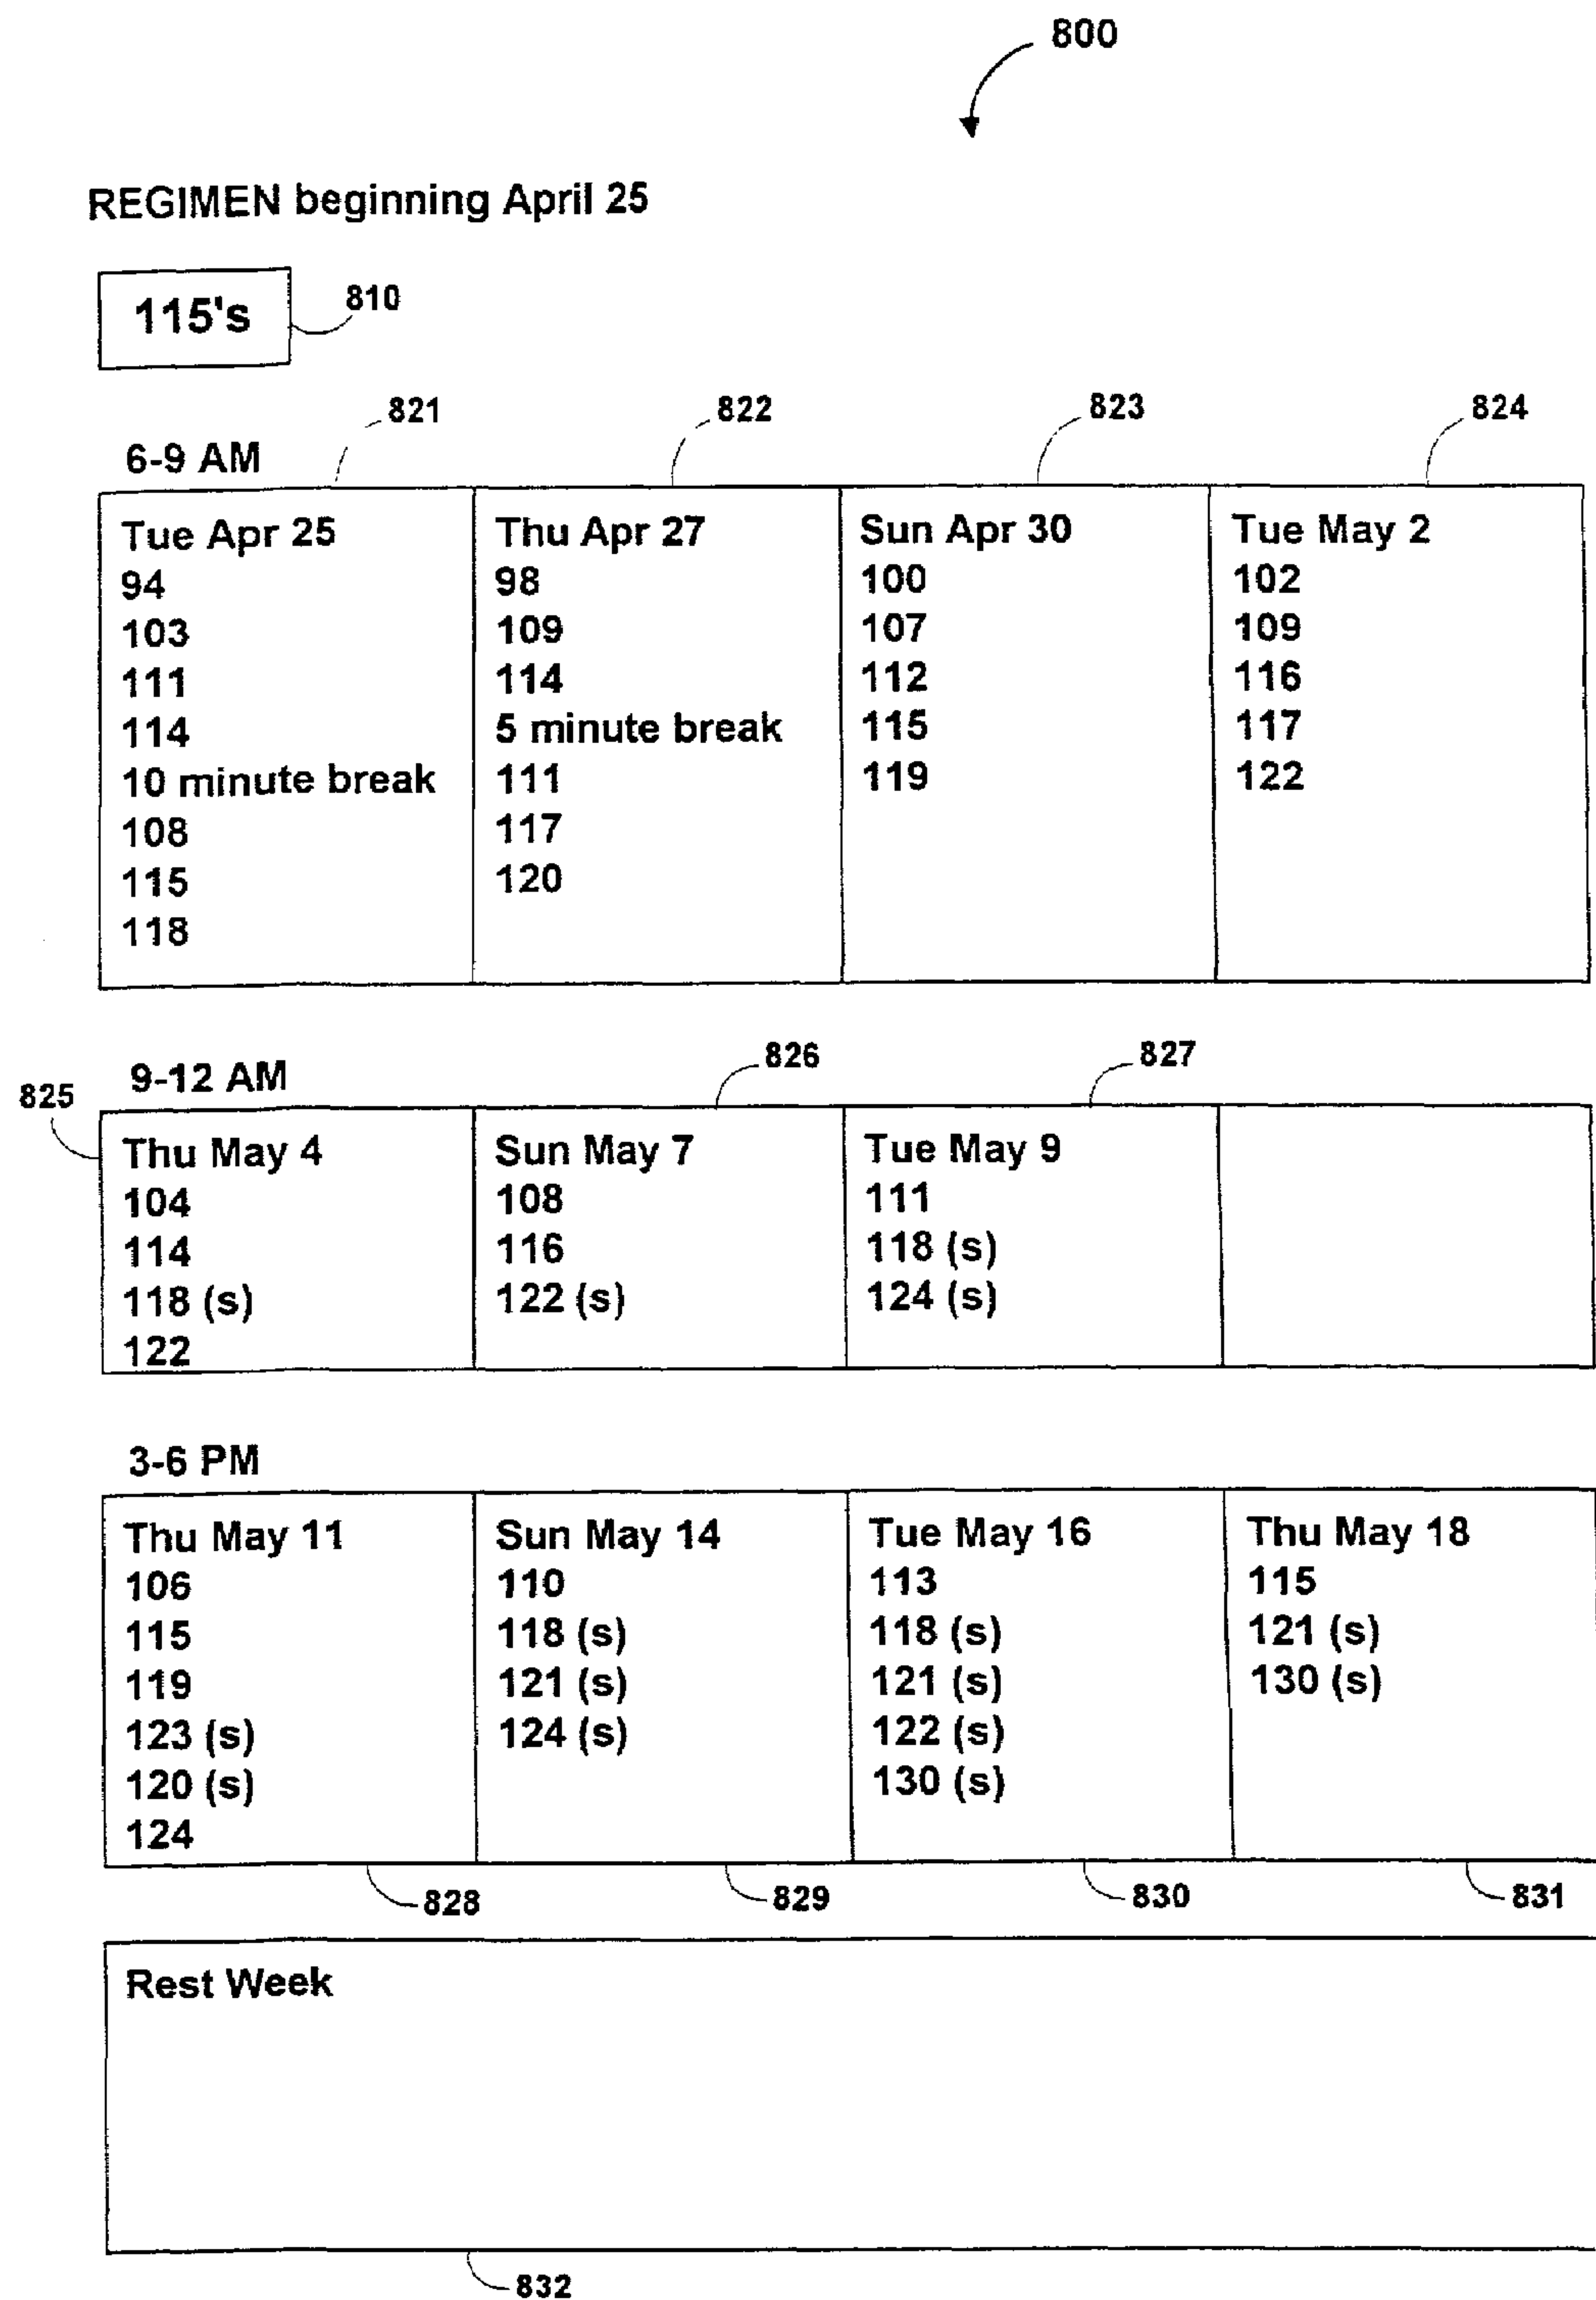 800
REGIMEN beginning April 25
115's
810
821
822
823
824
6-9 AM
Tue Apr 25
94
103
111
114
10 minute break
108
115
118
Thu Apr 27
98
109
114
5 minute break
111
117
120
Sun Apr 30
100
107
112
115
119
Tue May 2
102
109
116
117
122
825
9-12 AM
826
827
Thu May 4
104
114
118 (s)
122
Sun May 7
108
116
122 (s)
Tue May 9
111
118 (s)
124 (s)
3-6 PM
Thu May 11
106
115
119
123 (s)
120 (s)
124
Sun May 14
110
118 (s)
121 (s)
124 (s)
Tue May 16
113
118 (s)
121 (s)
122 (s)
130 (s)
Thu May 18
115
121 (s)
130 (s)
828
829
830
831
Rest Week
832